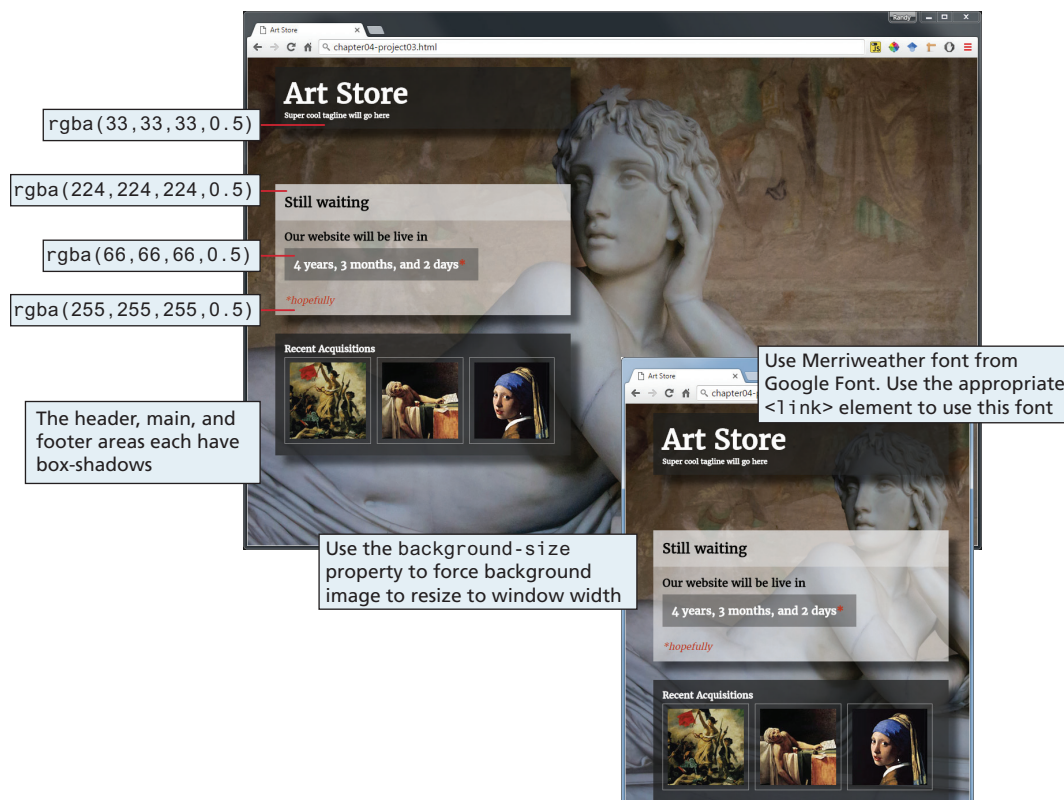 Randy
Art Store
chapter04-project03.html
Art Store
Super cool tagline will go here
rgba(33,33,33,0.5)
rgba(224,224,224,0.5)
Still waiting
Our website will be live in
rgba(66,66,66,0.5)
4 years, 3 months, and 2 days*
rgba(255,255,255,0.5)
*hopefully
Recent Acquisitions
The header, main, and
footer areas each have
box-shadows
Use Merriweather font from
Google Font. Use the appropriate
<link> element to use this font
Use the background-size
property to force background
image to resize to window width
Art Store
chapter04-p
Art Store
Super cool tagline will go here
Still waiting
Our website will be live in
4 years, 3 months, and 2 days*
*hopefully
Recent Acquisitions